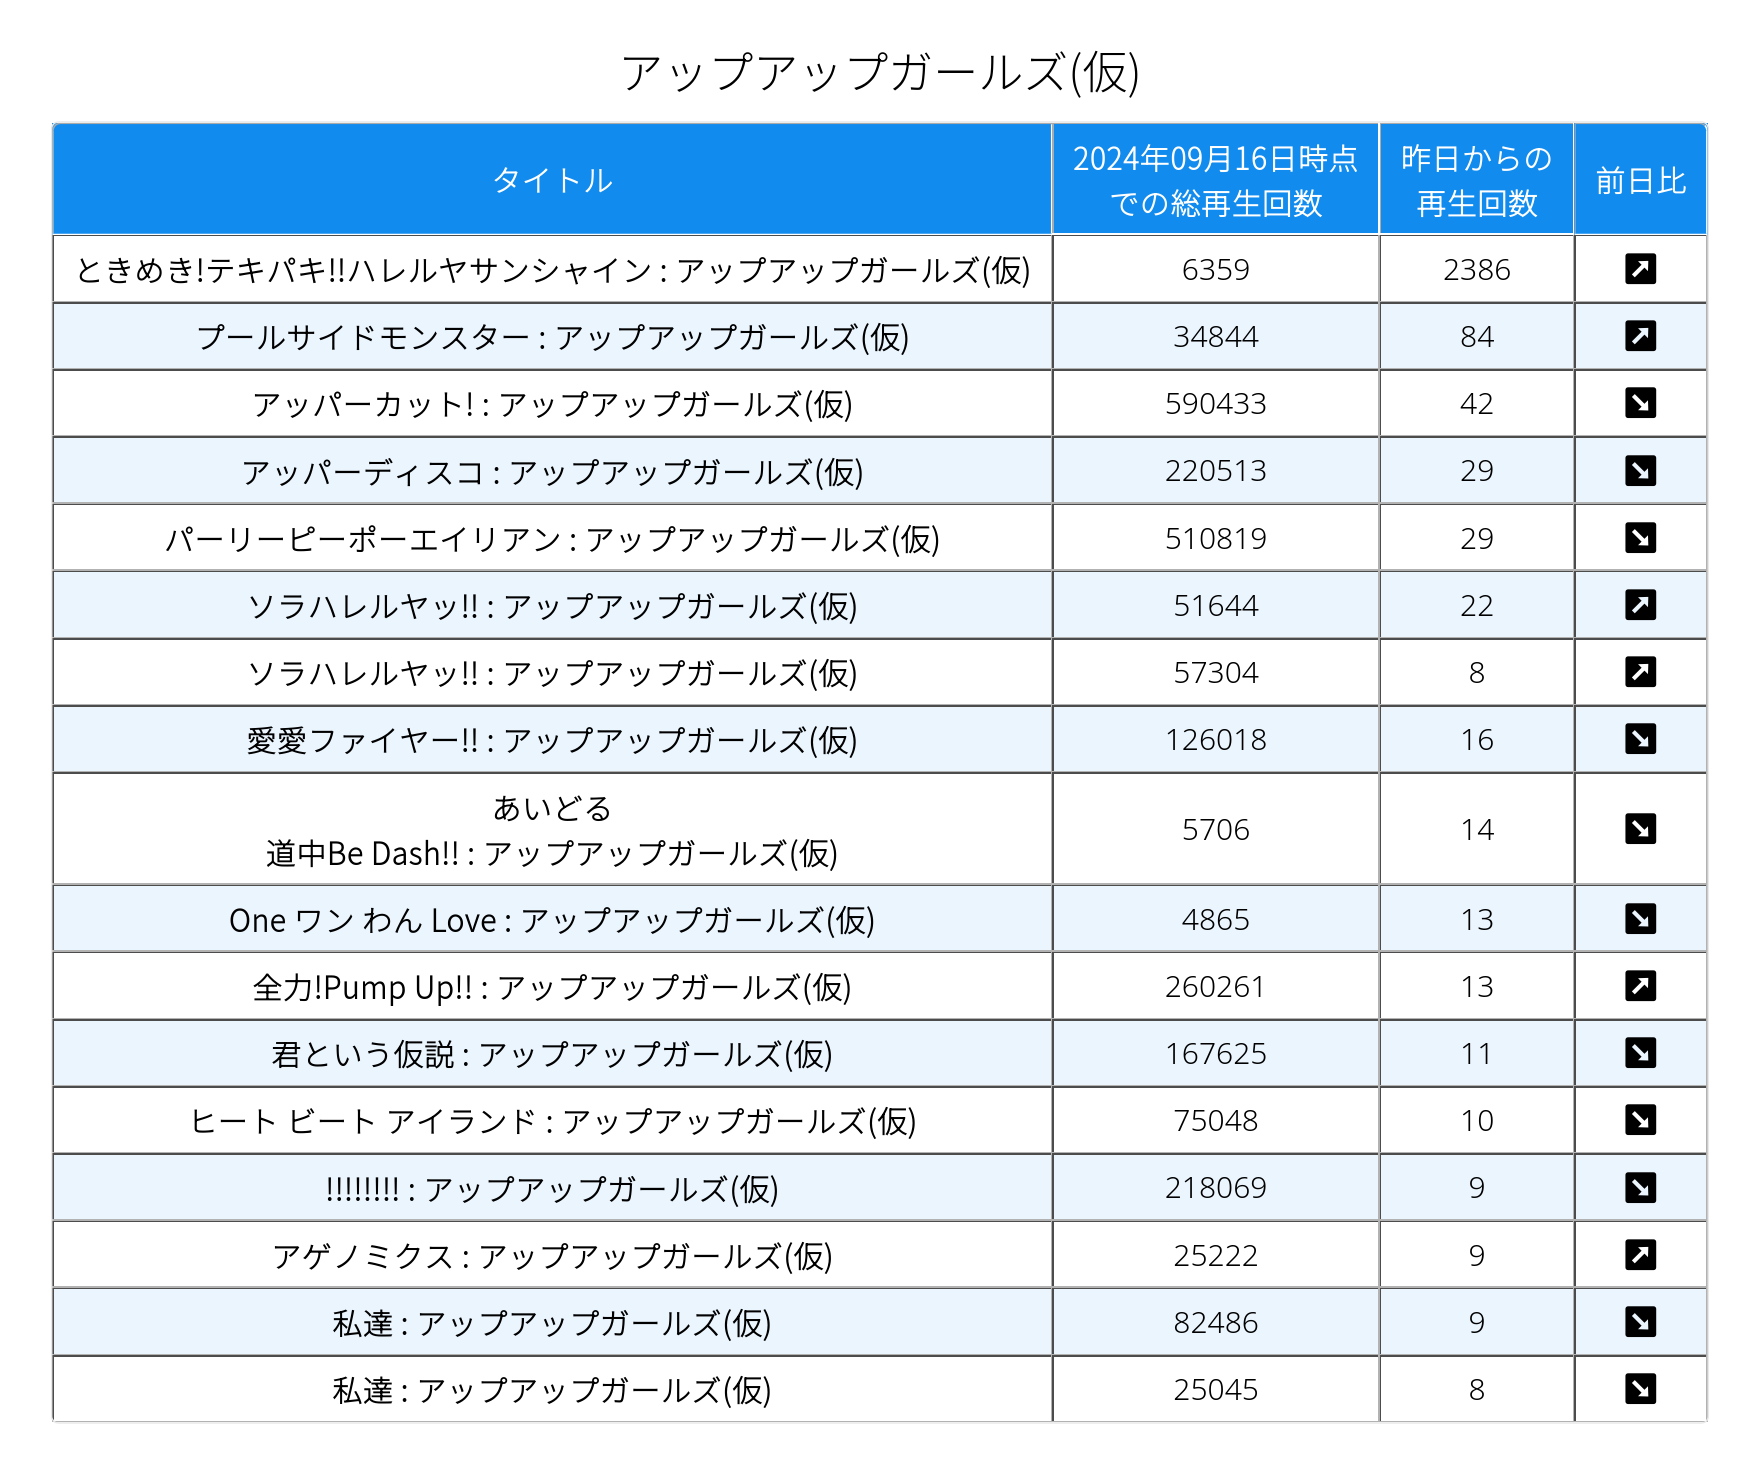 アップアップガールズ(仮)
タイトル
2024年09月16日時点
での総再生回数
昨日からの
再生回数
前日比
ときめき!テキパキ!!ハレルヤサンシャイン : アップアップガールズ(仮) 6359 2386
プールサイドモンスター : アップアップガールズ(仮) 34844 84
アッパーカット! : アップアップガールズ(仮) 590433 42
アッパーディスコ : アップアップガールズ(仮) 220513 29
パーリーピーポーエイリアン : アップアップガールズ(仮) 510819 29
ソラハレルヤッ!! : アップアップガールズ(仮) 51644 22
ソラハレルヤッ!! : アップアップガールズ(仮) 57304 8
愛愛ファイヤー!! : アップアップガールズ(仮) 126018 16
あいどる
道中Be Dash!! : アップアップガールズ(仮) 5706 14
One ワン わん Love : アップアップガールズ(仮) 4865 13
全力!Pump Up!! : アップアップガールズ(仮) 260261 13
君という仮説 : アップアップガールズ(仮) 167625 11
ヒート ビート アイランド : アップアップガールズ(仮) 75048 10
!!!!!!!! : アップアップガールズ(仮) 218069 9
アゲノミクス : アップアップガールズ(仮) 25222 9
私達 : アップアップガールズ(仮) 82486 9
私達 : アップアップガールズ(仮) 25045 8